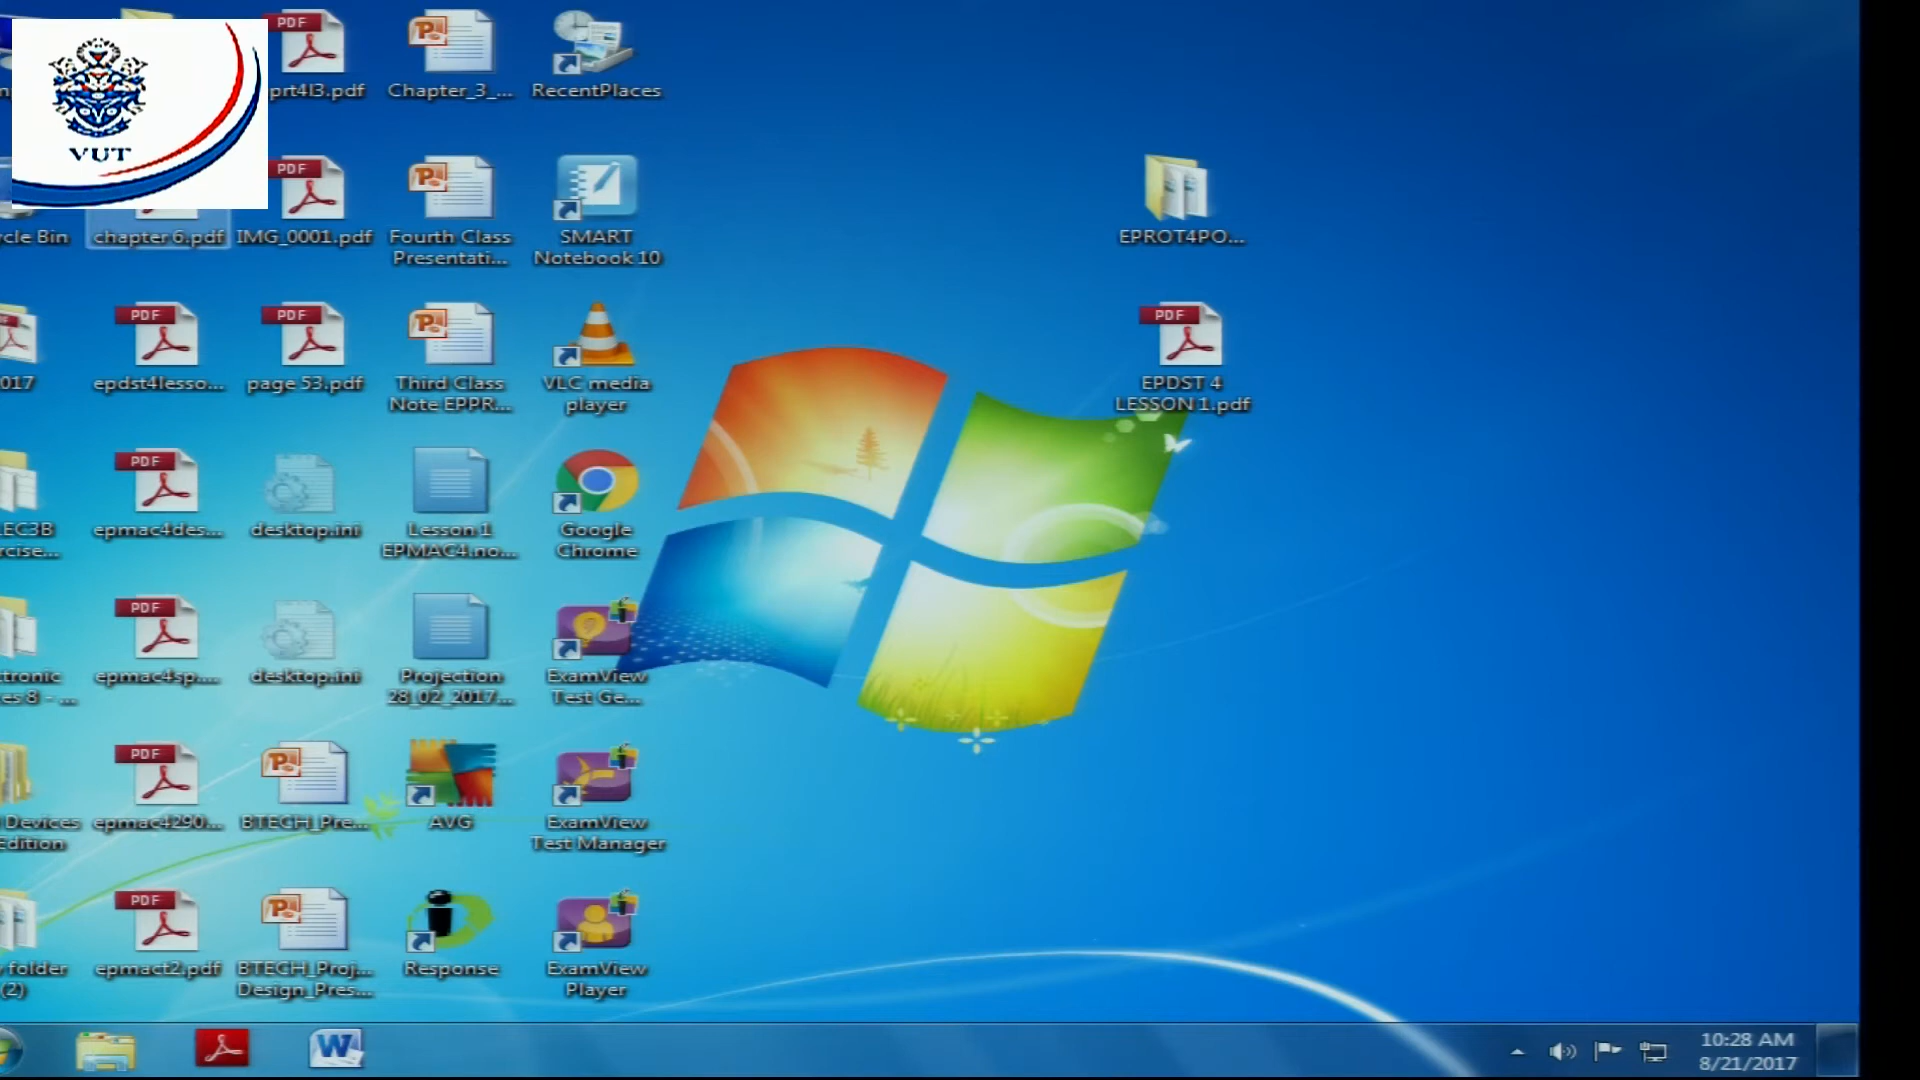 VUT
prt4l3.pdf
Chapter_3_...
RecentPlaces
cle Bin
chapter 6.pdf
IMG_0001.pdf
Fourth Class
Presentati...
SMART
Notebook 10
EPROT4PO...
017
epdst4lesso...
page 53.pdf
Third Class
Note EPPR...
VLC media
player
EPDST 4
LESSON 1.pdf
LEC3B
rcise...
epmac4des...
desktop.ini
Lesson 1
EPMAC4.no...
Google
Chrome
ctronic
es 8 - ...
epmac4sp....
desktop.ini
Projection
28_02_2017...
ExamView
Test Ge...
Devices
Edition
epmac4290...
BTECH_Pre...
AVG
ExamView
Test Manager
folder
(2)
epmact2.pdf
BTECH_Proj...
Design_Pres...
Response
ExamView
Player
10:28 AM
8/21/2017